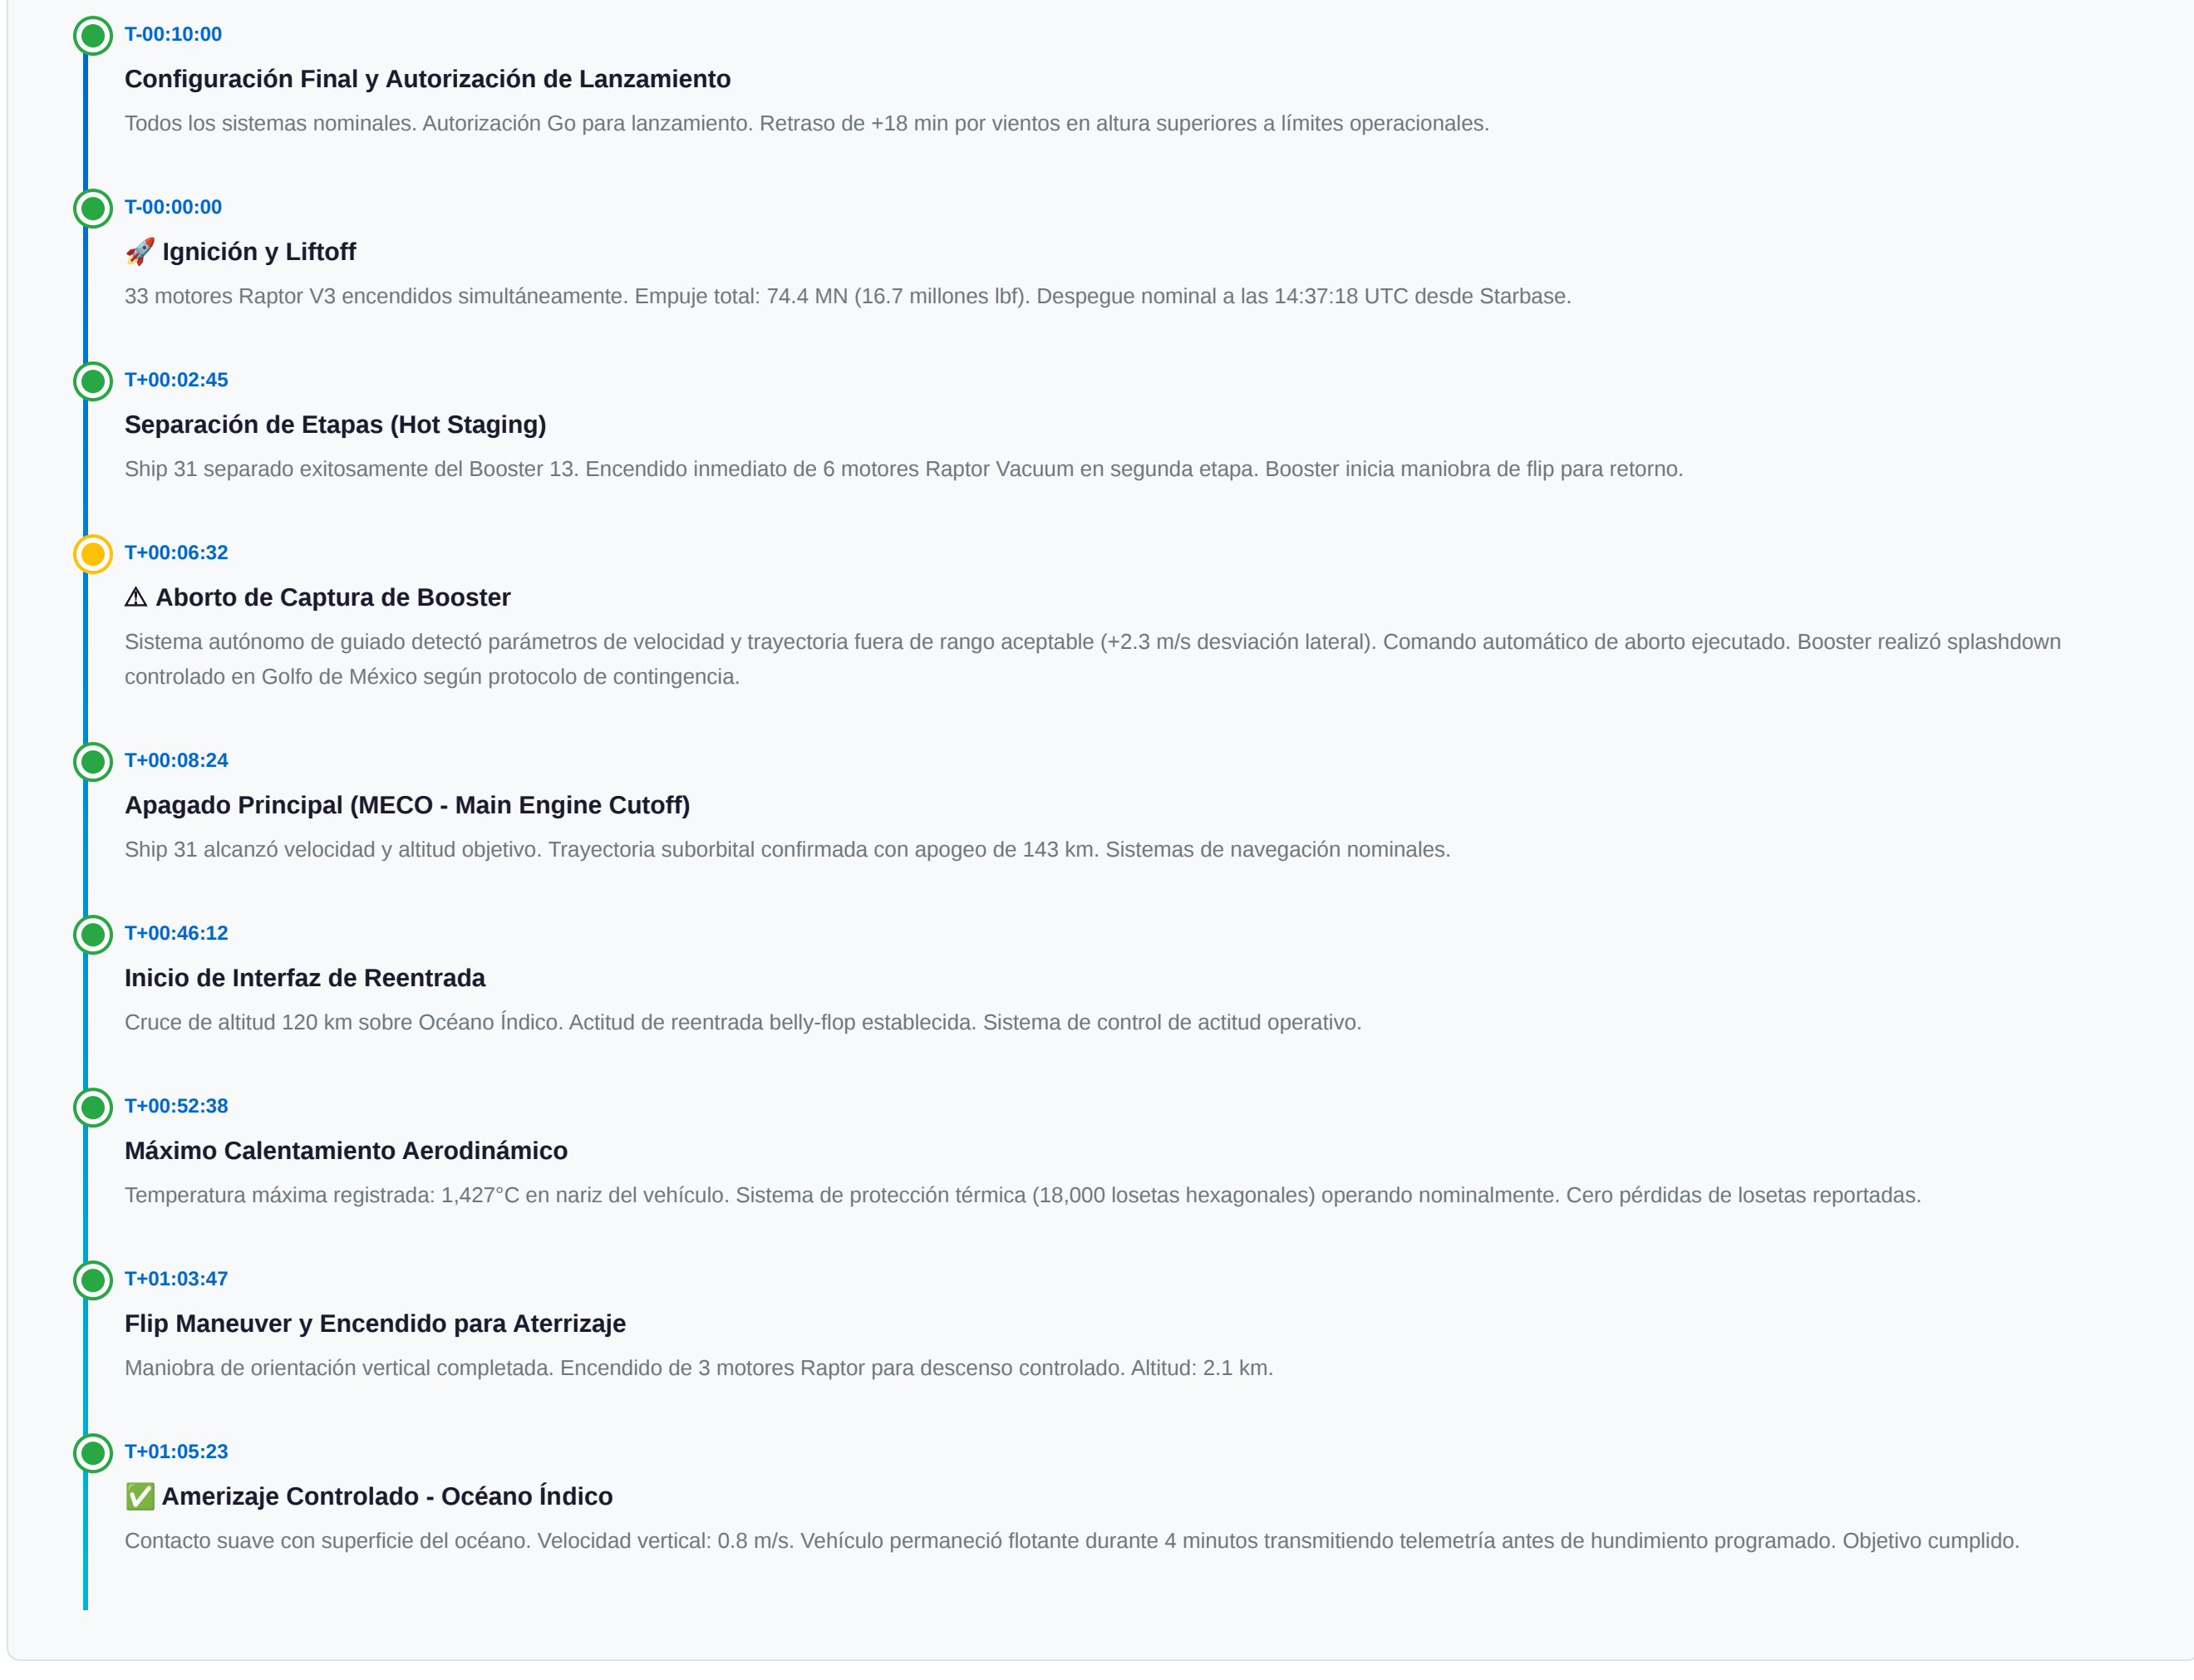 T-00:10:00
Configuración Final y Autorización de Lanzamiento
Todos los sistemas nominales. Autorización Go para lanzamiento. Retraso de +18 min por vientos en altura superiores a límites operacionales.
T-00:00:00
🚀 Ignición y Liftoff
33 motores Raptor V3 encendidos simultáneamente. Empuje total: 74.4 MN (16.7 millones lbf). Despegue nominal a las 14:37:18 UTC desde Starbase.
T+00:02:45
Separación de Etapas (Hot Staging)
Ship 31 separado exitosamente del Booster 13. Encendido inmediato de 6 motores Raptor Vacuum en segunda etapa. Booster inicia maniobra de flip para retorno.
T+00:06:32
⚠ Aborto de Captura de Booster
Sistema autónomo de guiado detectó parámetros de velocidad y trayectoria fuera de rango aceptable (+2.3 m/s desviación lateral). Comando automático de aborto ejecutado. Booster realizó splashdown
controlado en Golfo de México según protocolo de contingencia.
T+00:08:24
Apagado Principal (MECO - Main Engine Cutoff)
Ship 31 alcanzó velocidad y altitud objetivo. Trayectoria suborbital confirmada con apogeo de 143 km. Sistemas de navegación nominales.
T+00:46:12
Inicio de Interfaz de Reentrada
Cruce de altitud 120 km sobre Océano Índico. Actitud de reentrada belly-flop establecida. Sistema de control de actitud operativo.
T+00:52:38
Máximo Calentamiento Aerodinámico
Temperatura máxima registrada: 1,427°C en nariz del vehículo. Sistema de protección térmica (18,000 losetas hexagonales) operando nominalmente. Cero pérdidas de losetas reportadas.
T+01:03:47
Flip Maneuver y Encendido para Aterrizaje
Maniobra de orientación vertical completada. Encendido de 3 motores Raptor para descenso controlado. Altitud: 2.1 km.
T+01:05:23
✅ Amerizaje Controlado - Océano Índico
Contacto suave con superficie del océano. Velocidad vertical: 0.8 m/s. Vehículo permaneció flotante durante 4 minutos transmitiendo telemetría antes de hundimiento programado. Objetivo cumplido.